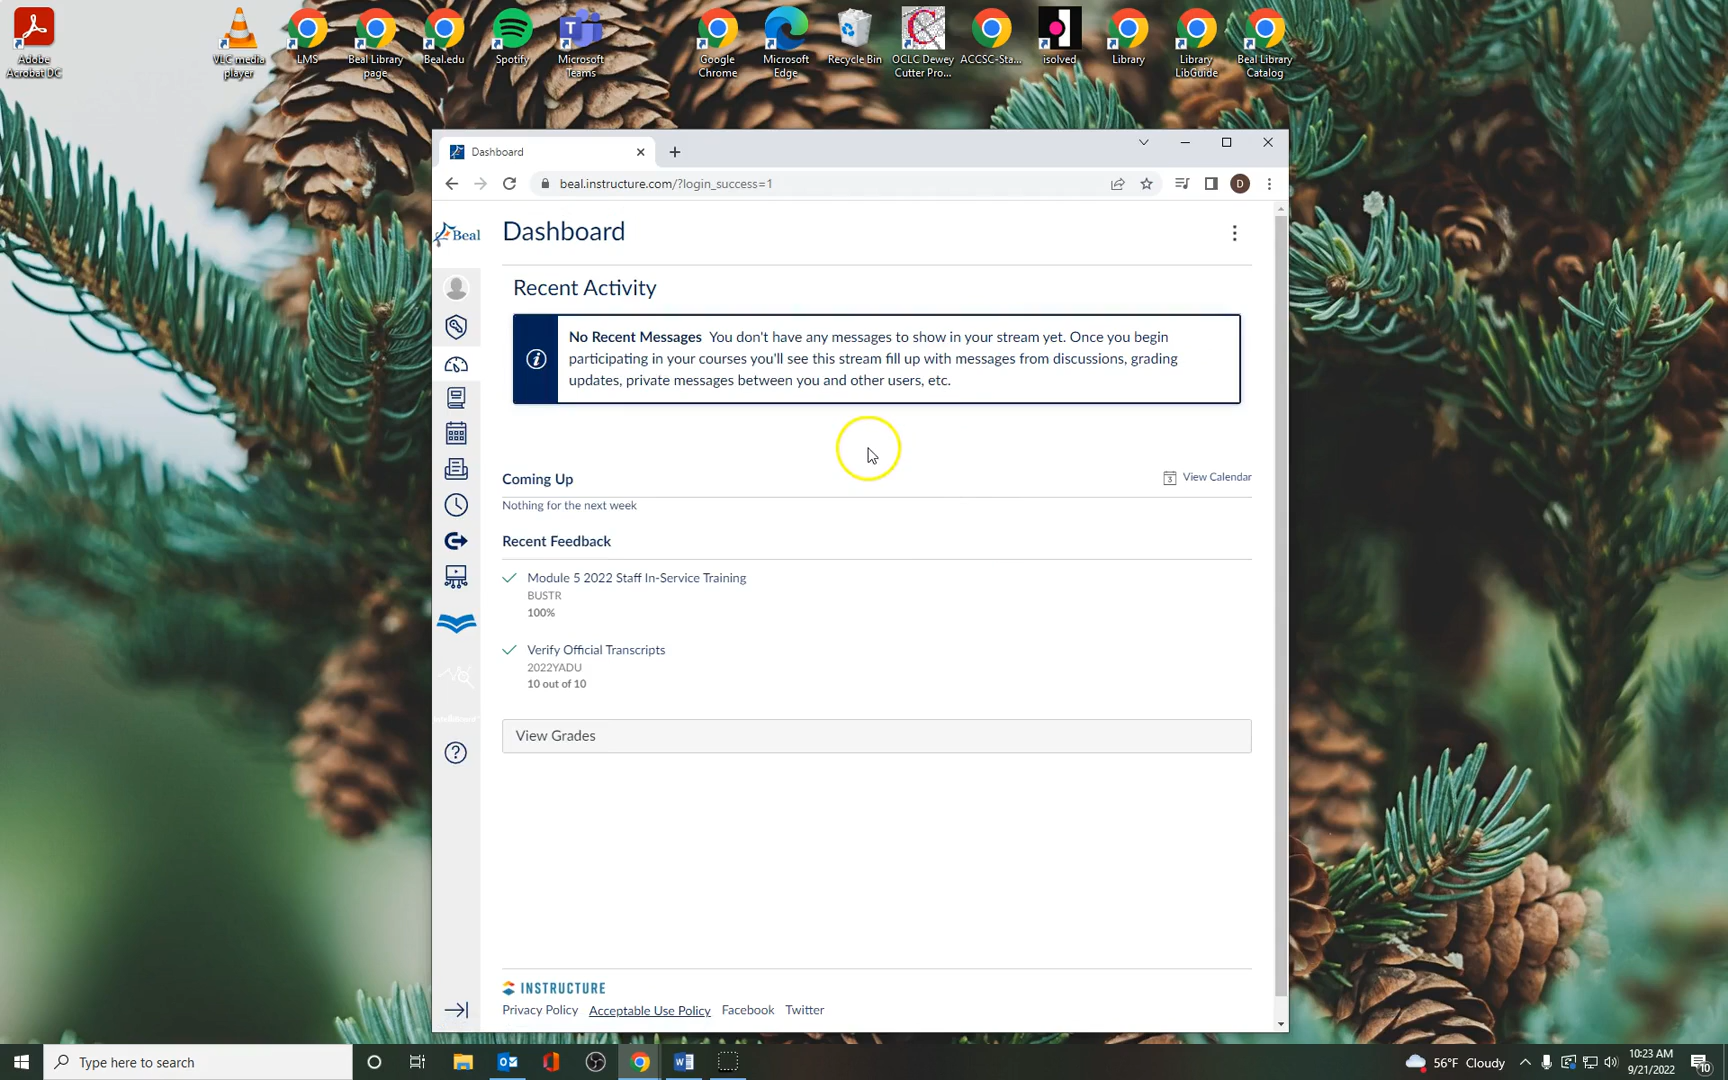 Adobe
Acrobat DC
VLC media
player
LMS
Beal Library
page
Beal.edu
Spotify
Microsoft
Teams
Google
Chrome
Microsoft
Edge
Recycle Bin
OCLC Dewey
Cutter Pro...
ACCSC-Sta...
isolved
Library
Library
LibGuide
Beal Library
Catalog
Dashboard
beal.instructure.com/?login_success=1
D
Beal
Dashboard
Recent Activity
No Recent Messages You don't have any messages to show in your stream yet. Once you begin
participating in your courses you'll see this stream fill up with messages from discussions, grading
updates, private messages between you and other users, etc.
Coming Up
3 View Calendar
Nothing for the next week
Recent Feedback
Module 5 2022 Staff In-Service Training
BUSTR
100%
Verify Official Transcripts
2022YADU
10 out of 10
View Grades
INSTRUCTURE
Privacy Policy Acceptable Use Policy Facebook Twitter
Type here to search
56°F Cloudy
10:23 AM
9/21/2022
10